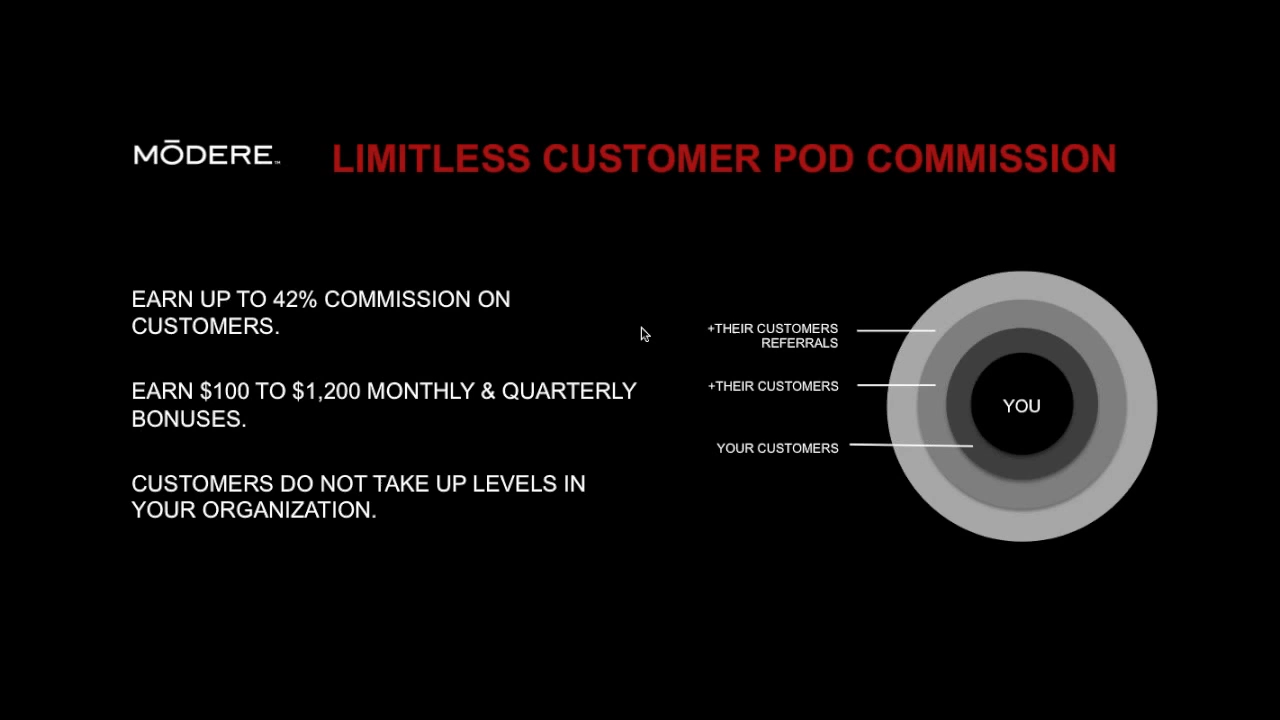 MŌDERE™
LIMITLESS CUSTOMER POD COMMISSION
EARN UP TO 42% COMMISSION ON
CUSTOMERS.
EARN $100 TO $1,200 MONTHLY & QUARTERLY
BONUSES.
CUSTOMERS DO NOT TAKE UP LEVELS IN
YOUR ORGANIZATION.
+THEIR CUSTOMERS
REFERRALS
+THEIR CUSTOMERS
YOUR CUSTOMERS
YOU